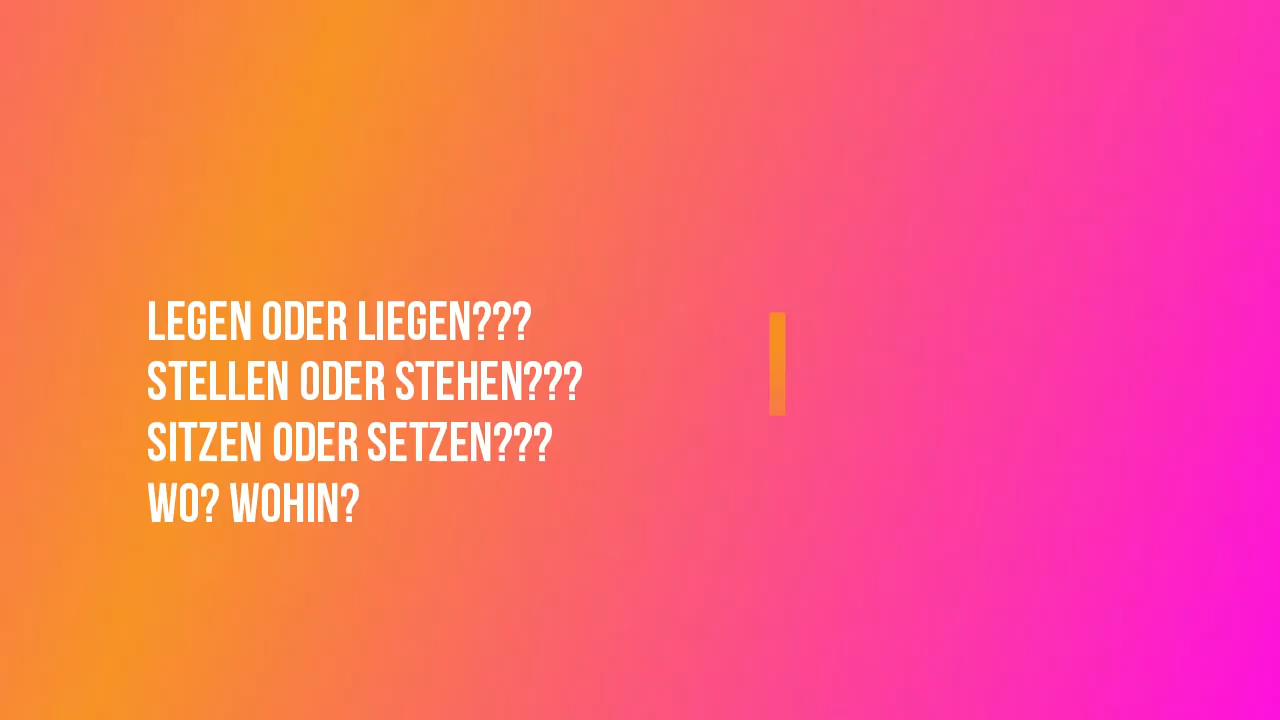 LEGEN ODER LIEGEN???
STELLEN ODER STEHEN???
SITZEN ODER SETZEN???
WO? WOHIN?